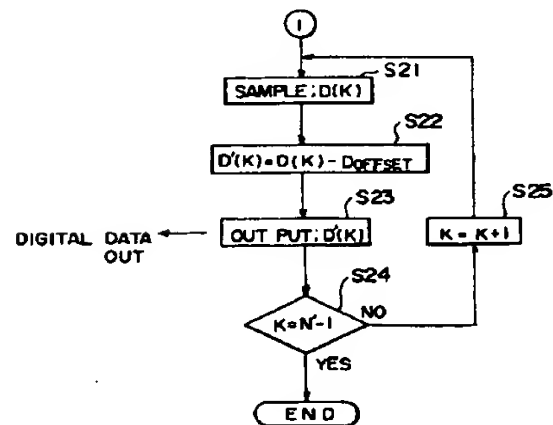 1
S21
SAMPLE; D(K)
S22
D'(K)=D(K)-DOFFSET
S23
S25
DIGITAL DATA OUT
OUT PUT; D'(K)
K=K+1
S24
K=N'-1
NO
YES
END